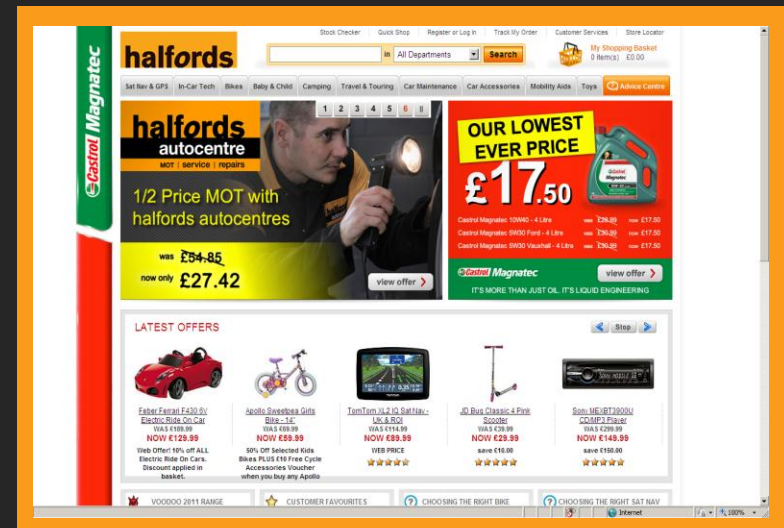 Stock Checker Quick Shop Register or Log In Track My Order Customer Services Store Locator
halfords
in All Departments Search
My Shopping Basket
0 item(s) £0.00
Sat Nav & GPS In-Car Tech Bikes Baby & Child Camping Travel & Touring Car Maintenance Car Accessories Mobility Aids Toys Advice Centre
Castrol Magnatec
1 2 3 4 5 6 ||
halfords
autocentre
MOT | service | repairs
1/2 Price MOT with
halfords autocentres
was £54.85
now only £27.42
view offer
OUR LOWEST
EVER PRICE
£17.50
Castrol Magnatec 10W40 - 4 Litre was now £17.50
Castrol Magnatec 5W30 Ford - 4 Litre was now £17.50
Castrol Magnatec 5W30 Vauxhall - 4 Litre was now £17.50
Castrol Magnatec
view offer
IT'S MORE THAN JUST OIL. IT'S LIQUID ENGINEERING
LATEST OFFERS
Stop
Feber Ferrari F430 6V
Electric Ride On Car
WAS £189.99
NOW £129.99
Web Offer! 10% off ALL
Electric Ride On Cars.
Discount applied in
basket.
Apollo Sweetpea Girls
Bike - 14"
WAS £69.99
NOW £59.99
50% Off Selected Kids
Bikes PLUS £10 Free Cycle
Accessories Voucher
when you buy any Apollo
TomTom XL2 IQ Sat Nav -
UK & ROI
WAS £114.99
NOW £89.99
WEB PRICE
JD Bug Classic 4 Pink
Scooter
WAS £39.99
NOW £29.99
save £10.00
Sony MEXBT3900U
CD/MP3 Player
WAS £299.99
NOW £149.99
save £150.00
VOODOO 2011 RANGE
CUSTOMER FAVOURITES
CHOOSING THE RIGHT BIKE
CHOOSING THE RIGHT SAT NAV
Internet 100%